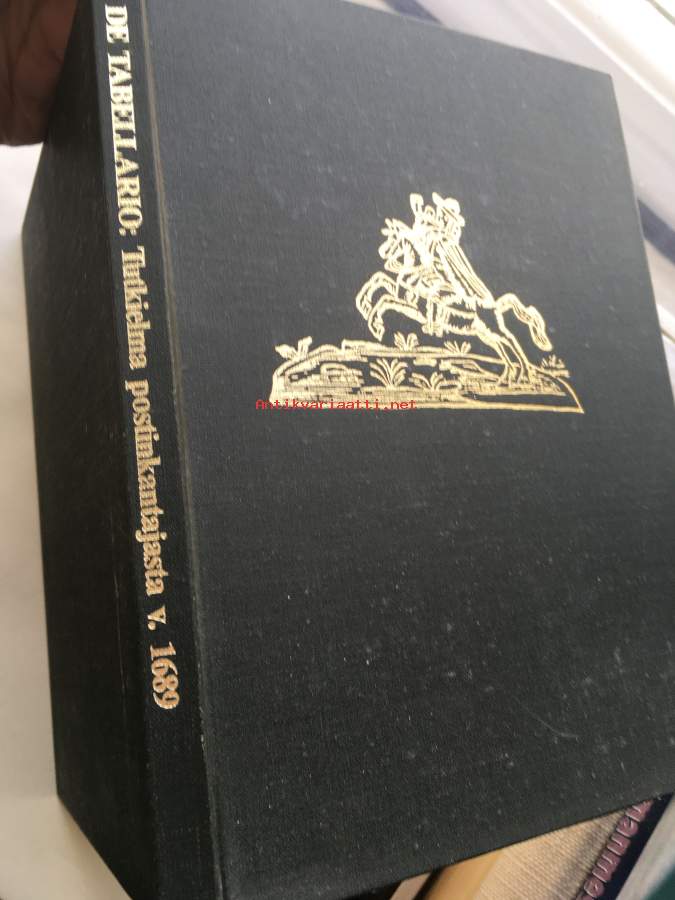 DE TABELLARIO: Tutkielma postinkantajasta v. 1689
Antikvariaatti.net